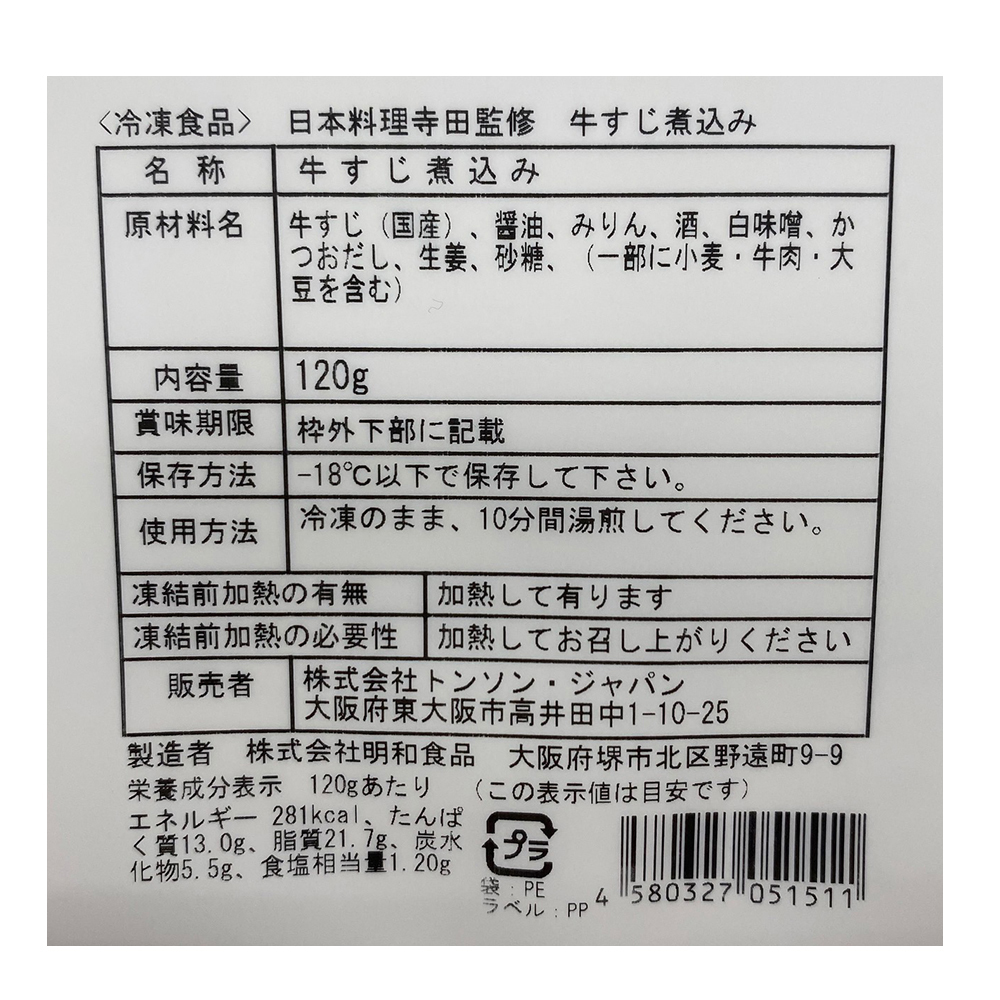 〈冷凍食品〉 日本料理寺田監修 牛すじ煮込み
名称 牛すじ煮込み
原材料名 牛すじ（国産）、醤油、みりん、酒、白味噌、か
つおだし、生姜、砂糖、（一部に小麦・牛肉・大
豆を含む）
内容量 120g
賞味期限 枠外下部に記載
保存方法 -18℃以下で保存して下さい。
使用方法 冷凍のまま、10分間湯煎してください。
凍結前加熱の有無 加熱して有ります
凍結前加熱の必要性 加熱してお召し上がりください
販売者 株式会社トンソン・ジャパン
大阪府東大阪市高井田中1-10-25
製造者 株式会社明和食品 大阪府堺市北区野遠町9-9
栄養成分表示 120gあたり （この表示値は目安です）
エネルギー 281kcal、たんぱ
く質13.0g、脂質21.7g、炭水
化物5.5g、食塩相当量1.20g
プラ
袋：PE
ラベル：PP
4 580327 051511